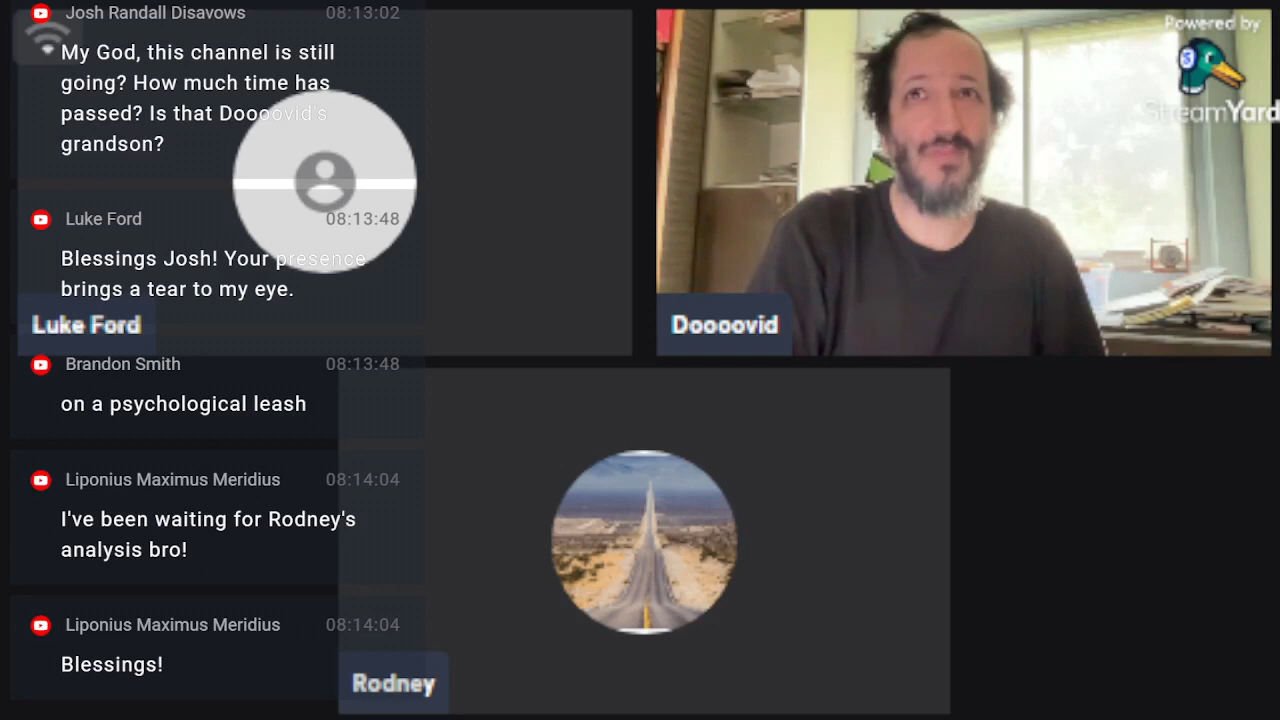 Josh Randall Disavows 08:13:02
My God, this channel is still
going? How much time has
passed? Is that Doooovid's
grandson?
Luke Ford 08:13:48
Blessings Josh! Your presence
brings a tear to my eye.
Luke Ford
Brandon Smith 08:13:48
on a psychological leash
Liponius Maximus Meridius 08:14:04
I've been waiting for Rodney's
analysis bro!
Liponius Maximus Meridius 08:14:04
Blessings!
Powered by
StreamYard
Doooovid
Rodney